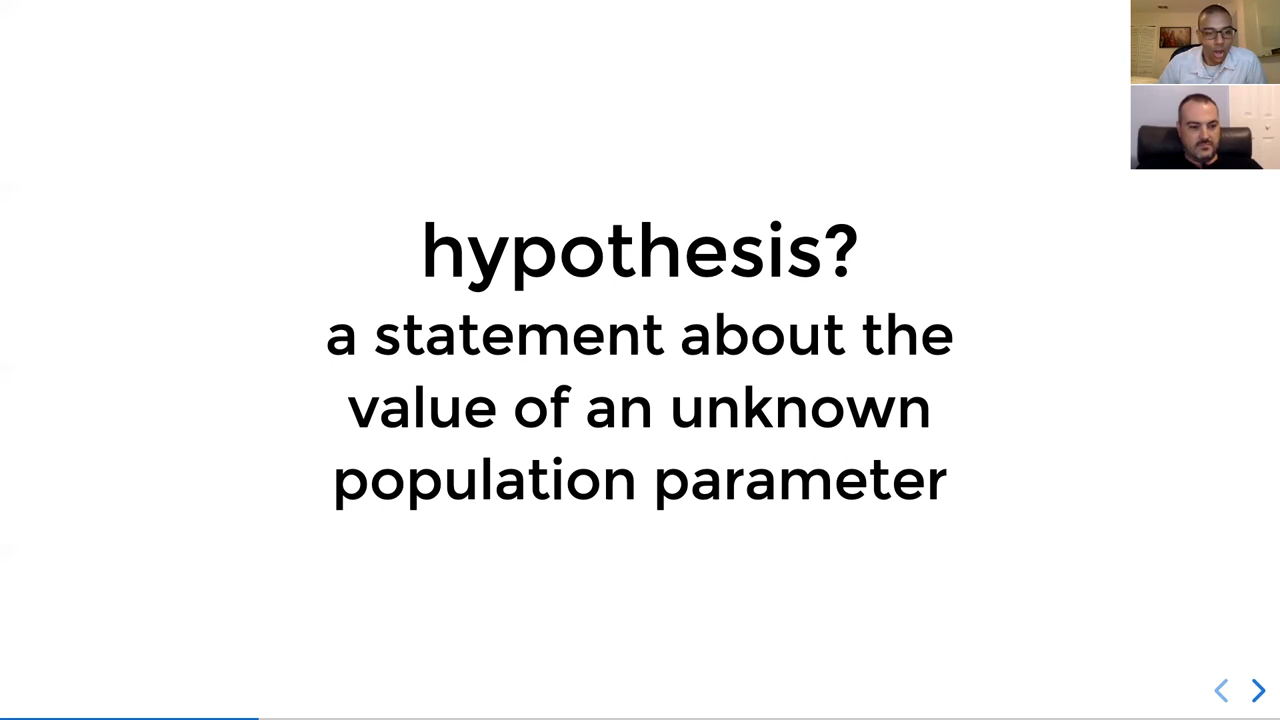 hypothesis?
a statement about the
value of an unknown
population parameter